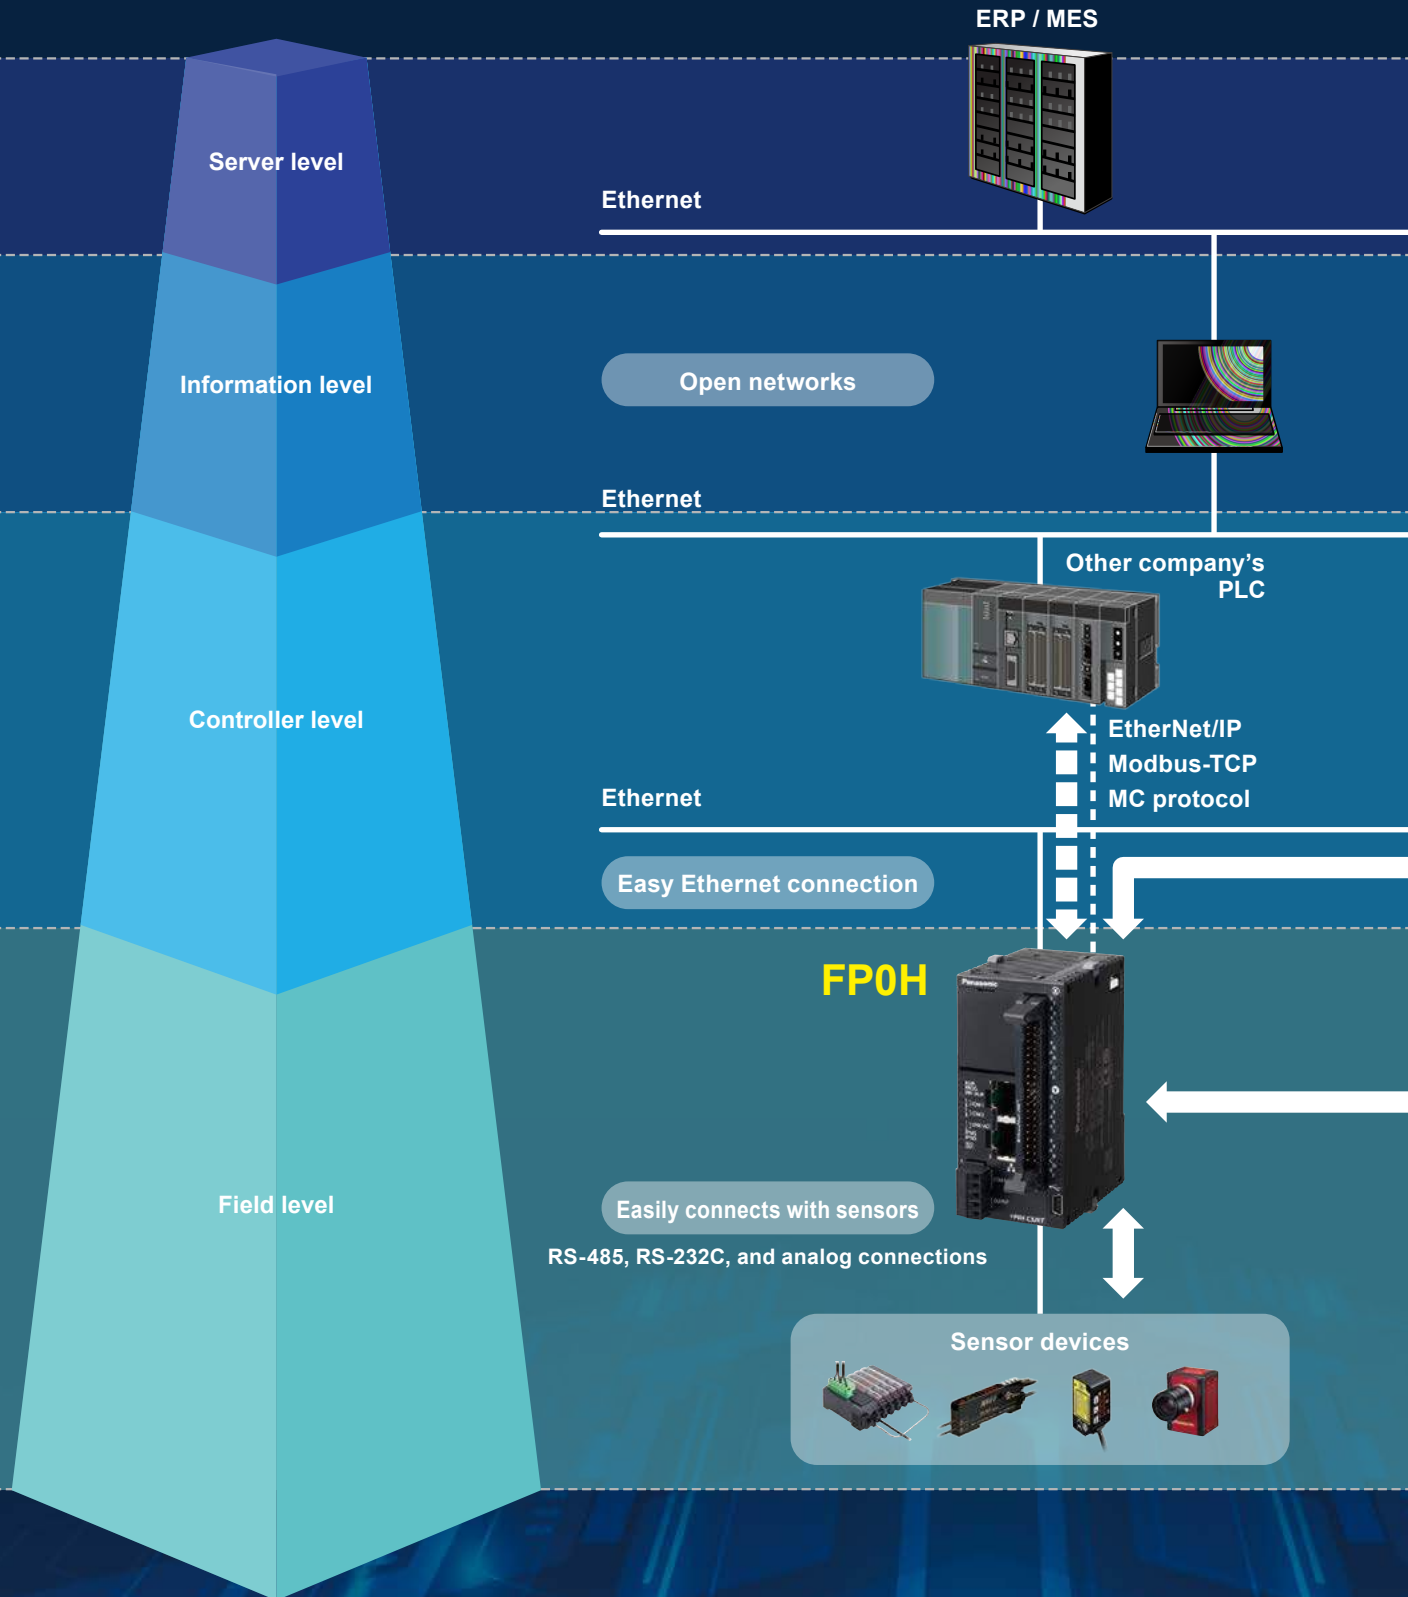 ERP / MES
Server level
Ethernet
Information level
Open networks
Ethernet
Other company's
PLC
Controller level
EtherNet/IP
Modbus-TCP
MC protocol
Ethernet
Easy Ethernet connection
FP0H
Panasonic
Field level
Easily connects with sensors
RS-485, RS-232C, and analog connections
Sensor devices